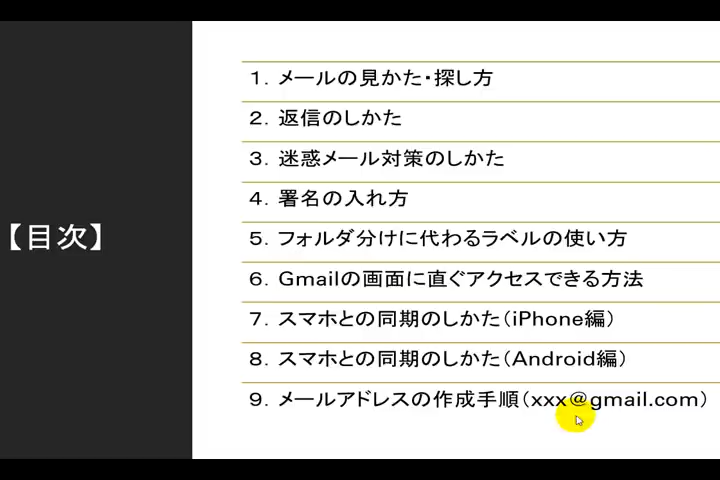 【目次】
1. メールの見かた・探し方
2. 返信のしかた
3. 迷惑メール対策のしかた
4. 署名の入れ方
5. フォルダ分けに代わるラベルの使い方
6. Gmailの画面に直ぐアクセスできる方法
7. スマホとの同期のしかた（iPhone編）
8. スマホとの同期のしかた（Android編）
9. メールアドレスの作成手順（xxx@gmail.com）